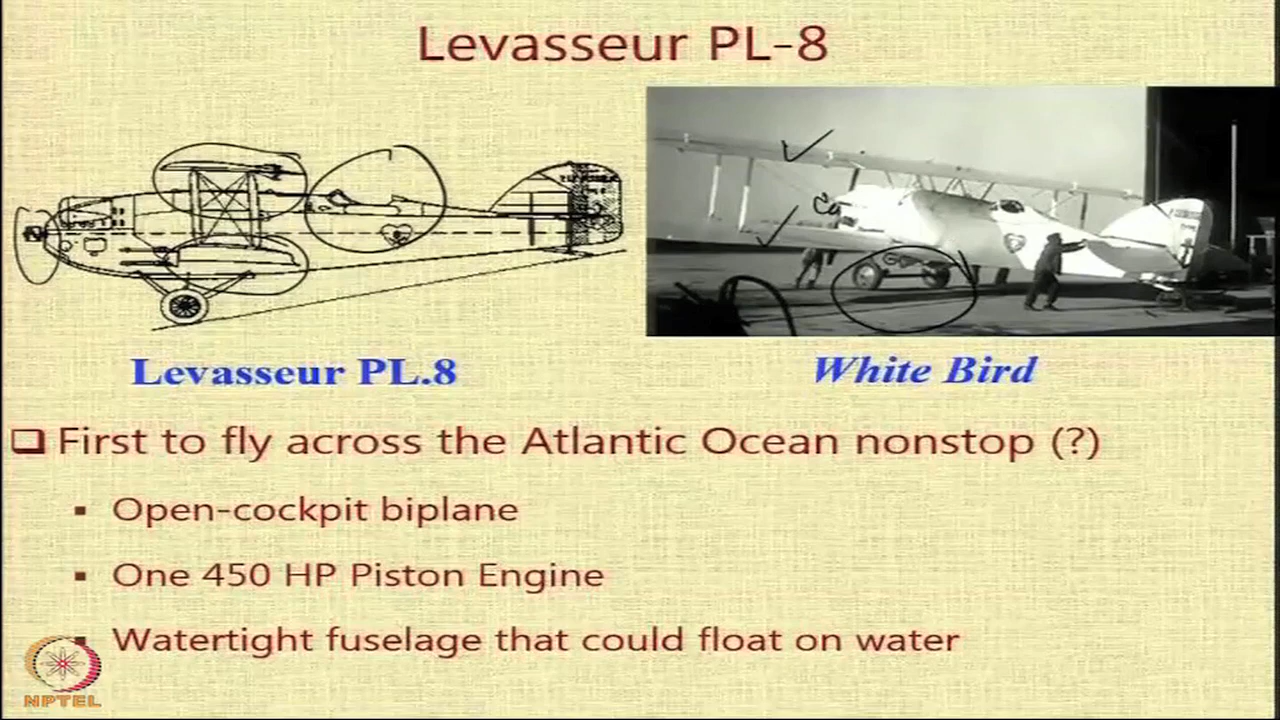 Levasseur PL-8
Levasseur PL.8
White Bird
❑ First to fly across the Atlantic Ocean nonstop (?)
▪ Open-cockpit biplane
▪ One 450 HP Piston Engine
▪ Watertight fuselage that could float on water
NPTEL